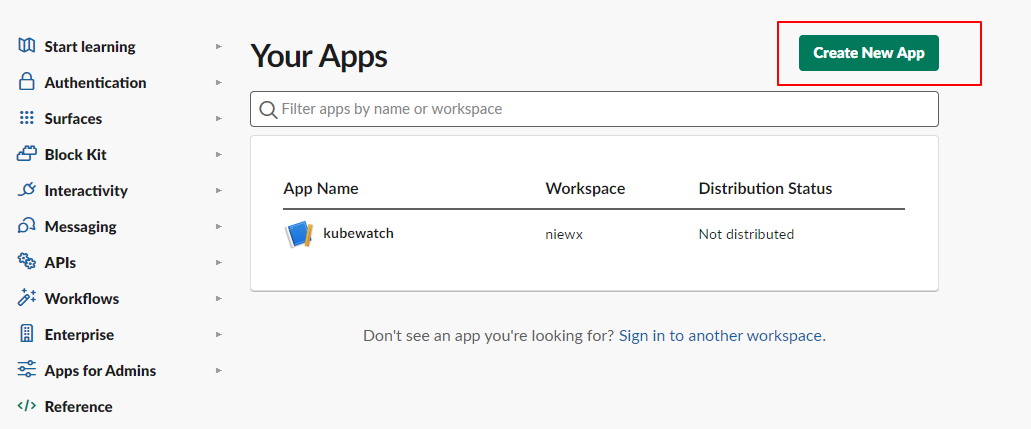 Start learning
Authentication
Surfaces
Block Kit
Interactivity
Messaging
APIs
Workflows
Enterprise
Apps for Admins
Reference
Your Apps
Create New App
Filter apps by name or workspace
App Name Workspace Distribution Status
kubewatch niewx Not distributed
Don't see an app you're looking for? Sign in to another workspace.